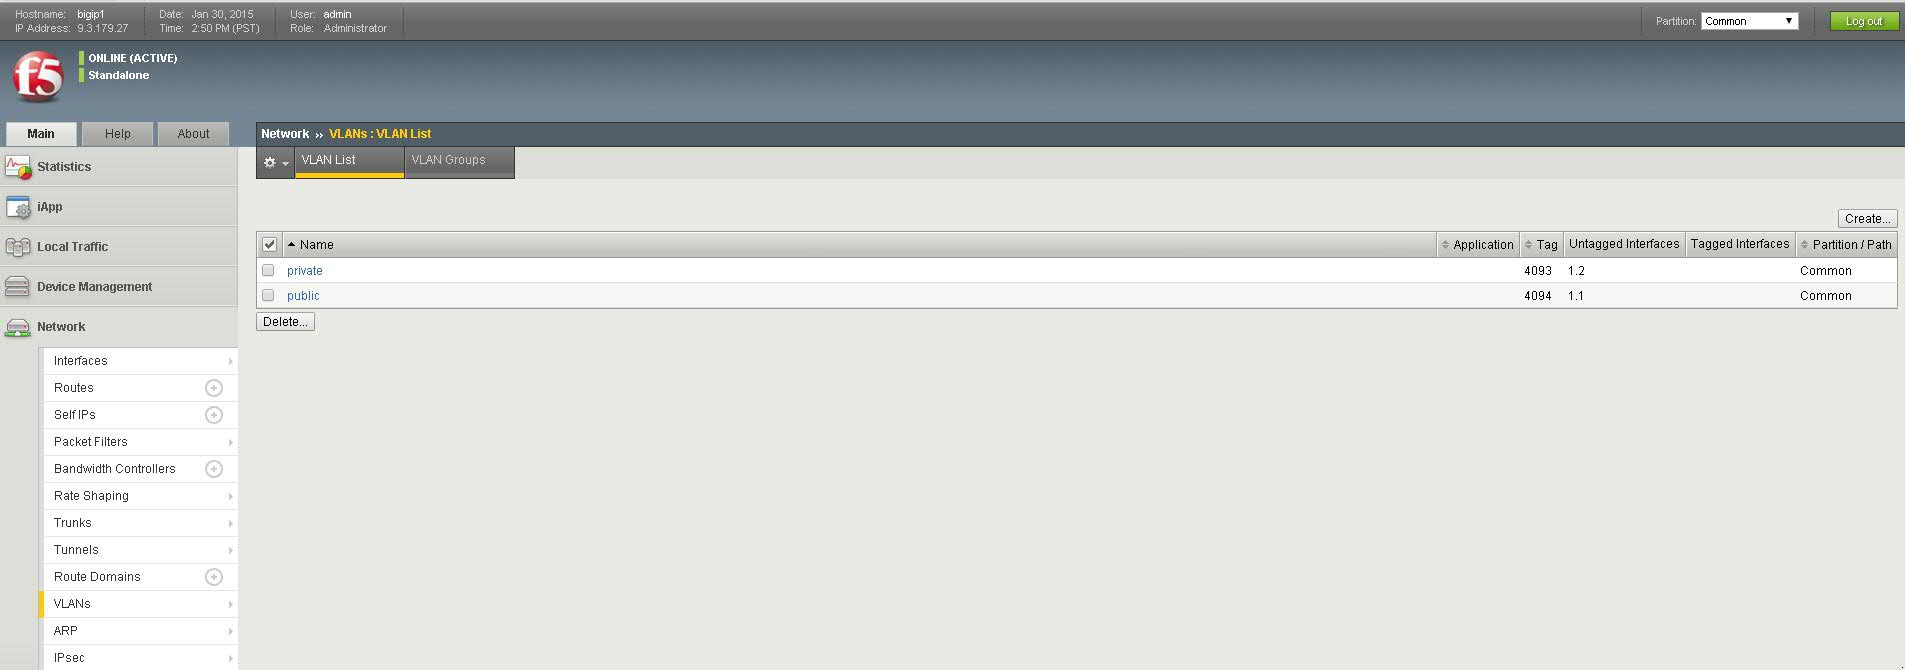 Hostname: bigip1 Date: Jan 30, 2015 User: admin
IP Address: 9.3.179.27 Time: 2:50 PM (PST) Role: Administrator
Partition: Common Log out
f5
ONLINE (ACTIVE)
Standalone
Main Help About
Network » VLANs : VLAN List
VLAN List VLAN Groups
Statistics
iApp
Local Traffic
Device Management
Network
Interfaces
Routes
Self IPs
Packet Filters
Bandwidth Controllers
Rate Shaping
Trunks
Tunnels
Route Domains
VLANs
ARP
IPsec
Create...
Name Application Tag Untagged Interfaces Tagged Interfaces Partition / Path
private 4093 1.2 Common
public 4094 1.1 Common
Delete...